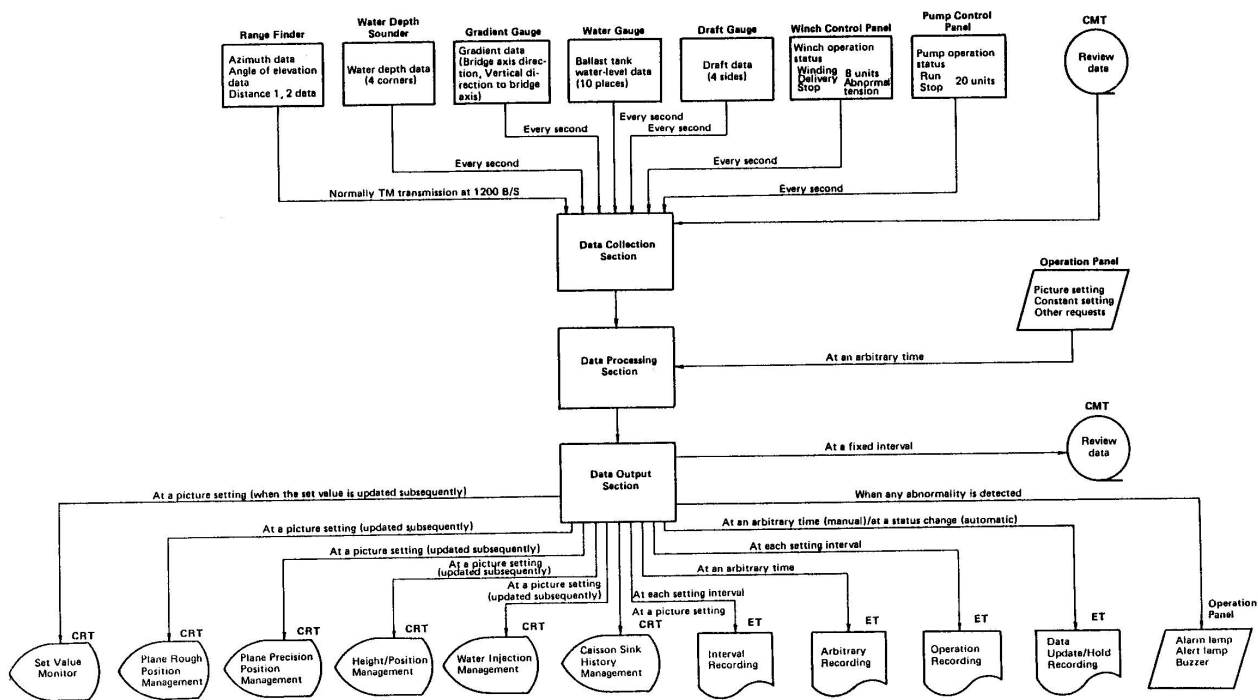 Range Finder
Azimuth data
Angle of elevation
data
Distance 1, 2 data
Water Depth
Sounder
Water depth data
(4 corners)
Gradient Gauge
Gradient data
(Bridge axis direc-
tion, Vertical di-
rection to bridge
axis)
Water Gauge
Ballast tank
water-level data
(10 places)
Draft Gauge
Draft data
(4 sides)
Winch Control Panel
Winch operation
status
Winding 8 units
Delivery Abnormal
Stop tension
Pump Control
Panel
Pump operation
status
Run
Stop 20 units
CMT
Review
data
Every second
Every second
Every second
Every second
Every second
Every second
Normally TM transmission at 1200 B/S
Data Collection
Section
Operation Panel
Picture setting
Constant setting
Other requests
At an arbitrary time
Data Processing
Section
CMT
Review
data
At a fixed interval
Data Output
Section
At a picture setting (when the set value is updated subsequently)
When any abnormality is detected
At a picture setting (updated subsequently)
At an arbitrary time (manual)/at a status change (automatic)
At a picture setting (updated subsequently)
At each setting interval
At a picture setting
(updated subsequently)
At an arbitrary time
At a picture setting
(updated subsequently)
At each setting interval
At a picture setting
CRT
Set Value
Monitor
CRT
Plane Rough
Position Management
CRT
Plane Precision
Position Management
CRT
Height/Position
Management
CRT
Water Injection
Management
CRT
Caisson Sink
History
Management
ET
Interval
Recording
ET
Arbitrary
Recording
ET
Operation
Recording
ET
Data
Update/Hold
Recording
Operation
Panel
Alarin lamp
Alert lamp
Buzzer